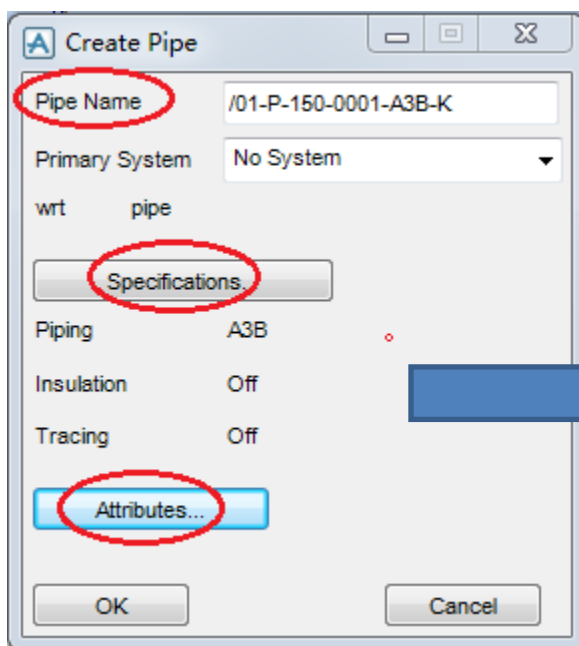 Create Pipe
Pipe Name /01-P-150-0001-A3B-K
Primary System No System
wrt pipe
Specifications.
Piping A3B
Insulation Off
Tracing Off
Attributes...
OK Cancel